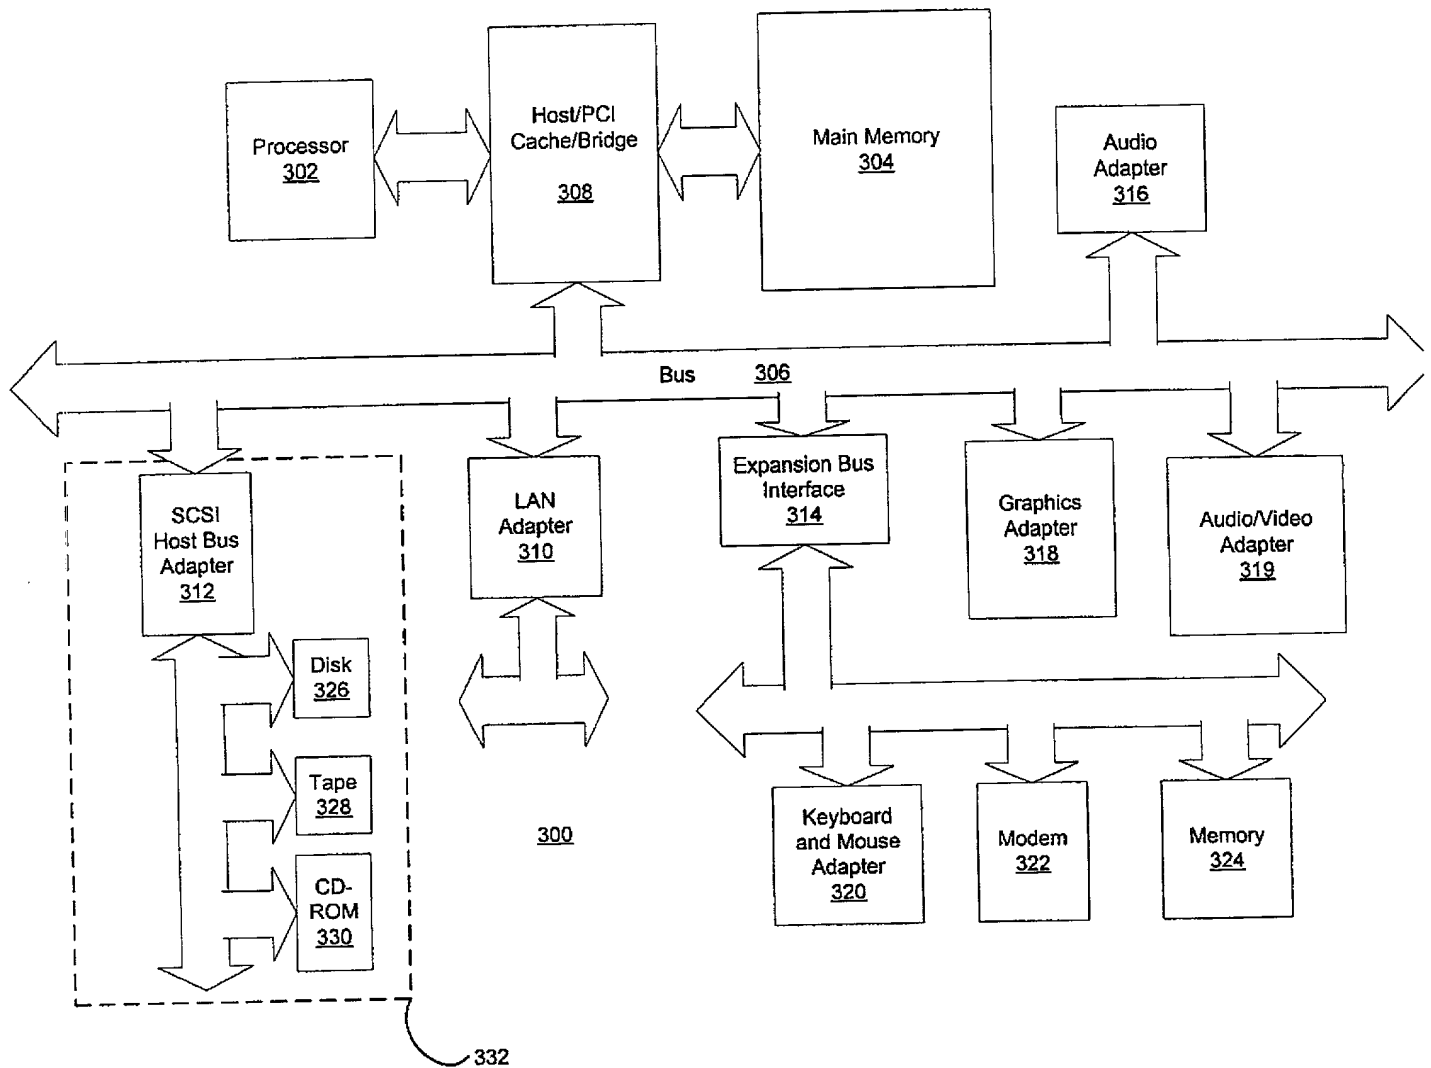 Processor
302
Host/PCI
Cache/Bridge
308
Main Memory
304
Audio
Adapter
316
Bus 306
SCSI
Host Bus
Adapter
312
LAN
Adapter
310
Expansion Bus
Interface
314
Graphics
Adapter
318
Audio/Video
Adapter
319
Disk
326
Tape
328
CD-
ROM
330
300
Keyboard
and Mouse
Adapter
320
Modem
322
Memory
324
332